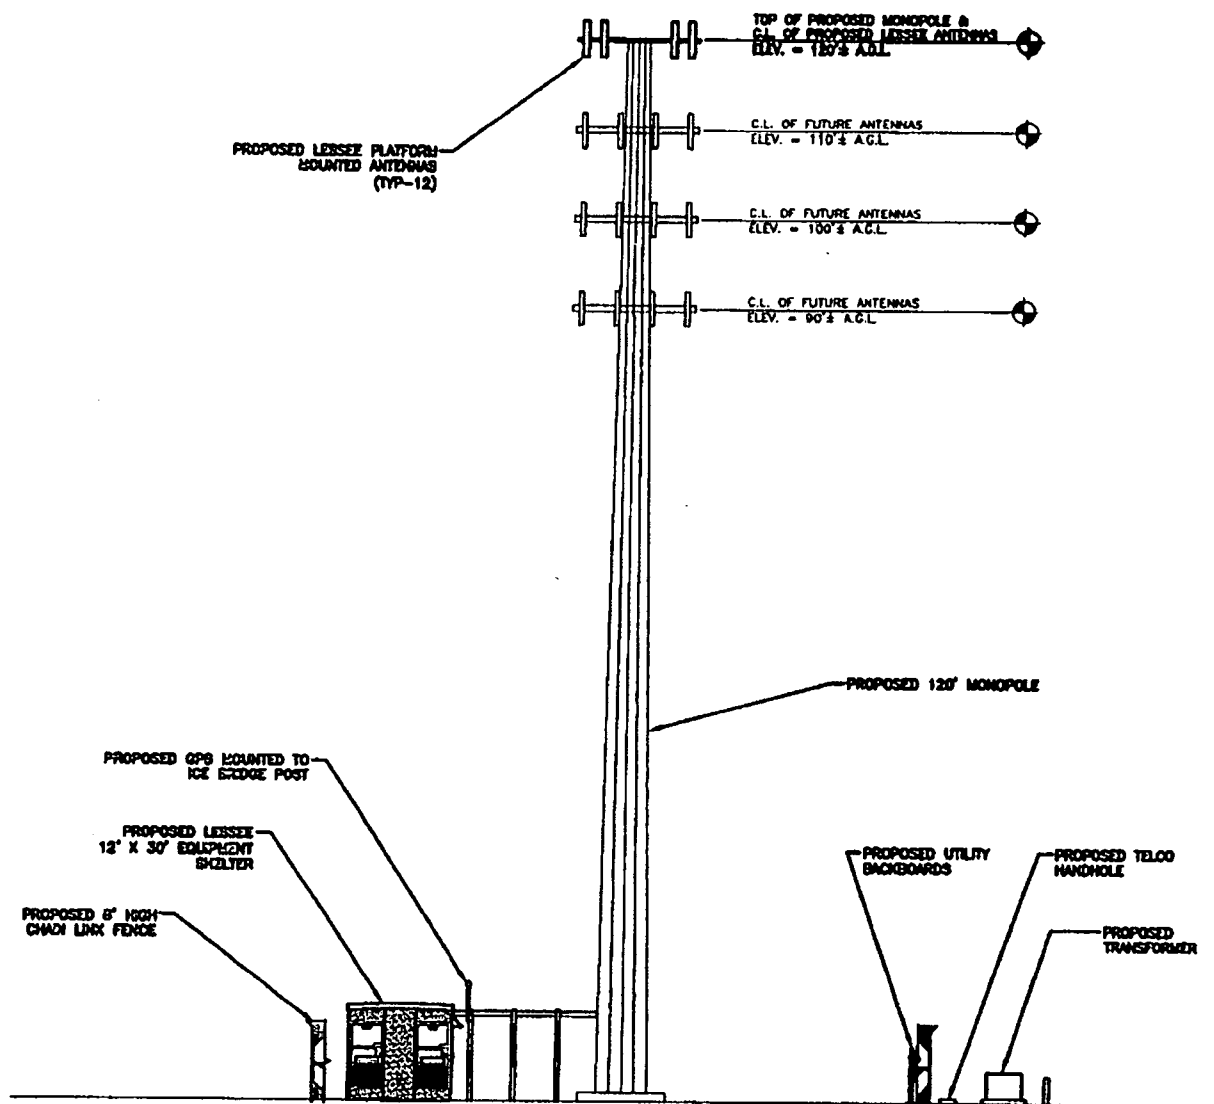 TOP OF PROPOSED MONOPOLE &
C.L. OF PROPOSED LESSEE ANTENNAS
ELEV. = 120'± A.G.L.
C.L. OF FUTURE ANTENNAS
ELEV. = 110'± A.G.L.
PROPOSED LESSEE PLATFORM
MOUNTED ANTENNAS
(TYP-12)
C.L. OF FUTURE ANTENNAS
ELEV. = 100'± A.G.L.
C.L. OF FUTURE ANTENNAS
ELEV. = 90'± A.G.L.
PROPOSED 120' MONOPOLE
PROPOSED GPS MOUNTED TO
ICE BRIDGE POST
PROPOSED LESSEE
12' X 30' EQUIPMENT
SHELTER
PROPOSED UTILITY
BACKBOARDS
PROPOSED TELCO
HANDHOLE
PROPOSED HIGH
CHAIN LINK FENCE
PROPOSED
TRANSFORMER